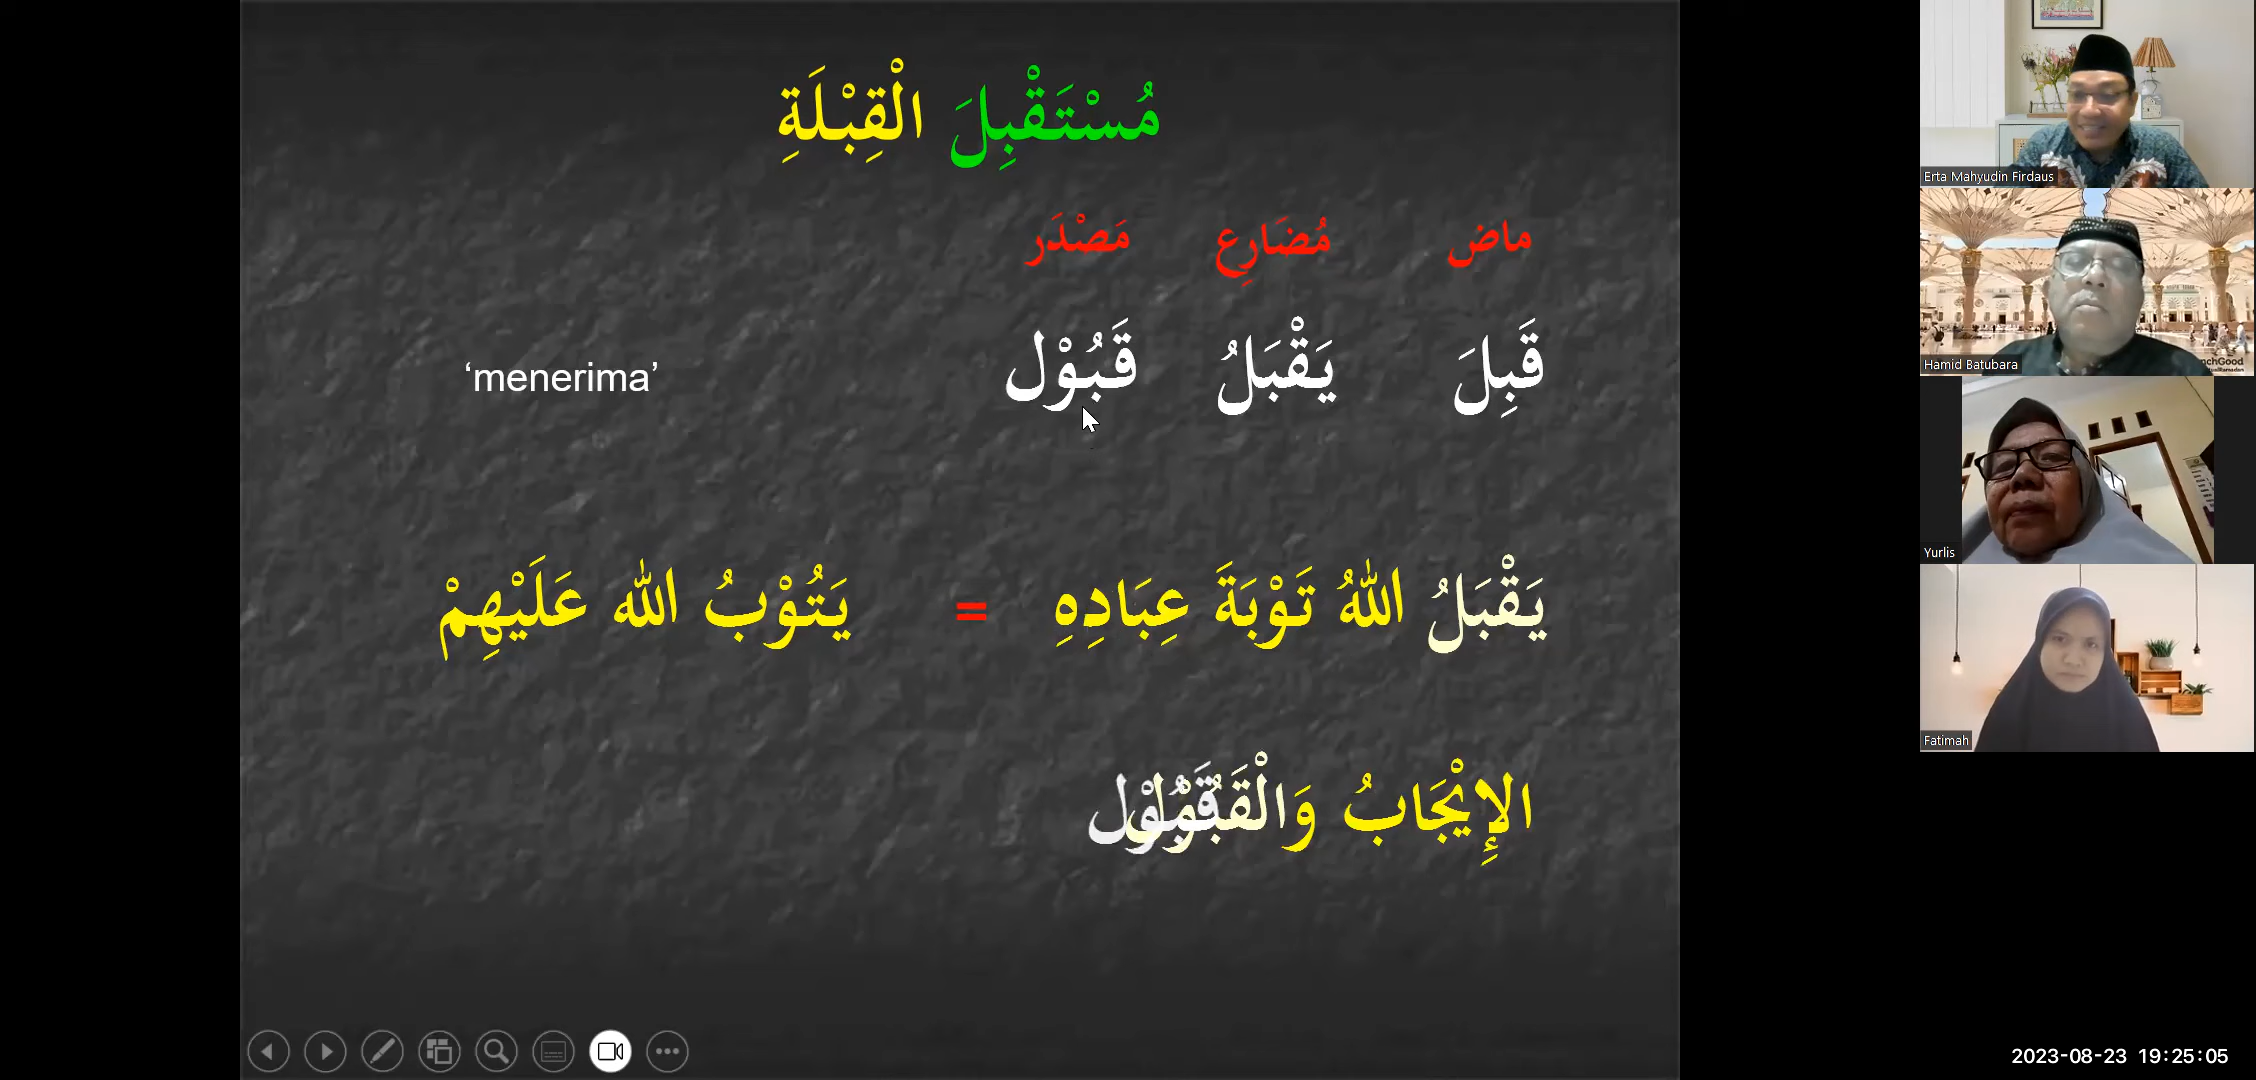 مُسْتَقْبِلَ الْقِبْلَةِ
ماض مُضَارِع مَصْدَر
قَبِلَ يَقْبَلُ قَبُوْل ‘menerima’
يَقْبَلُ اللهُ تَوْبَةَ عِبَادِهِ = يَتُوْبُ الله عَلَيْهِمْ
الإِيْجَابُ وَالْقَبُوْل
Erta Mahyudin Firdaus
Hamid Batubara
Yurlis
Fatimah
2023-08-23 19:25:05